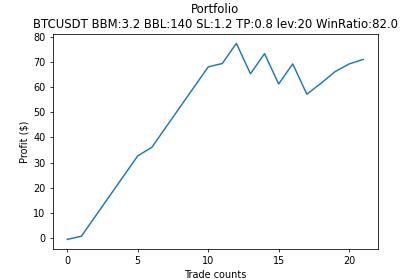 Portfolio
BTCUSDT BBM:3.2 BBL:140 SL:1.2 TP:0.8 lev:20 WinRatio:82.0
80
70
60
50
40
30
20
10
0
Profit ($)
0 5 10 15 20
Trade counts